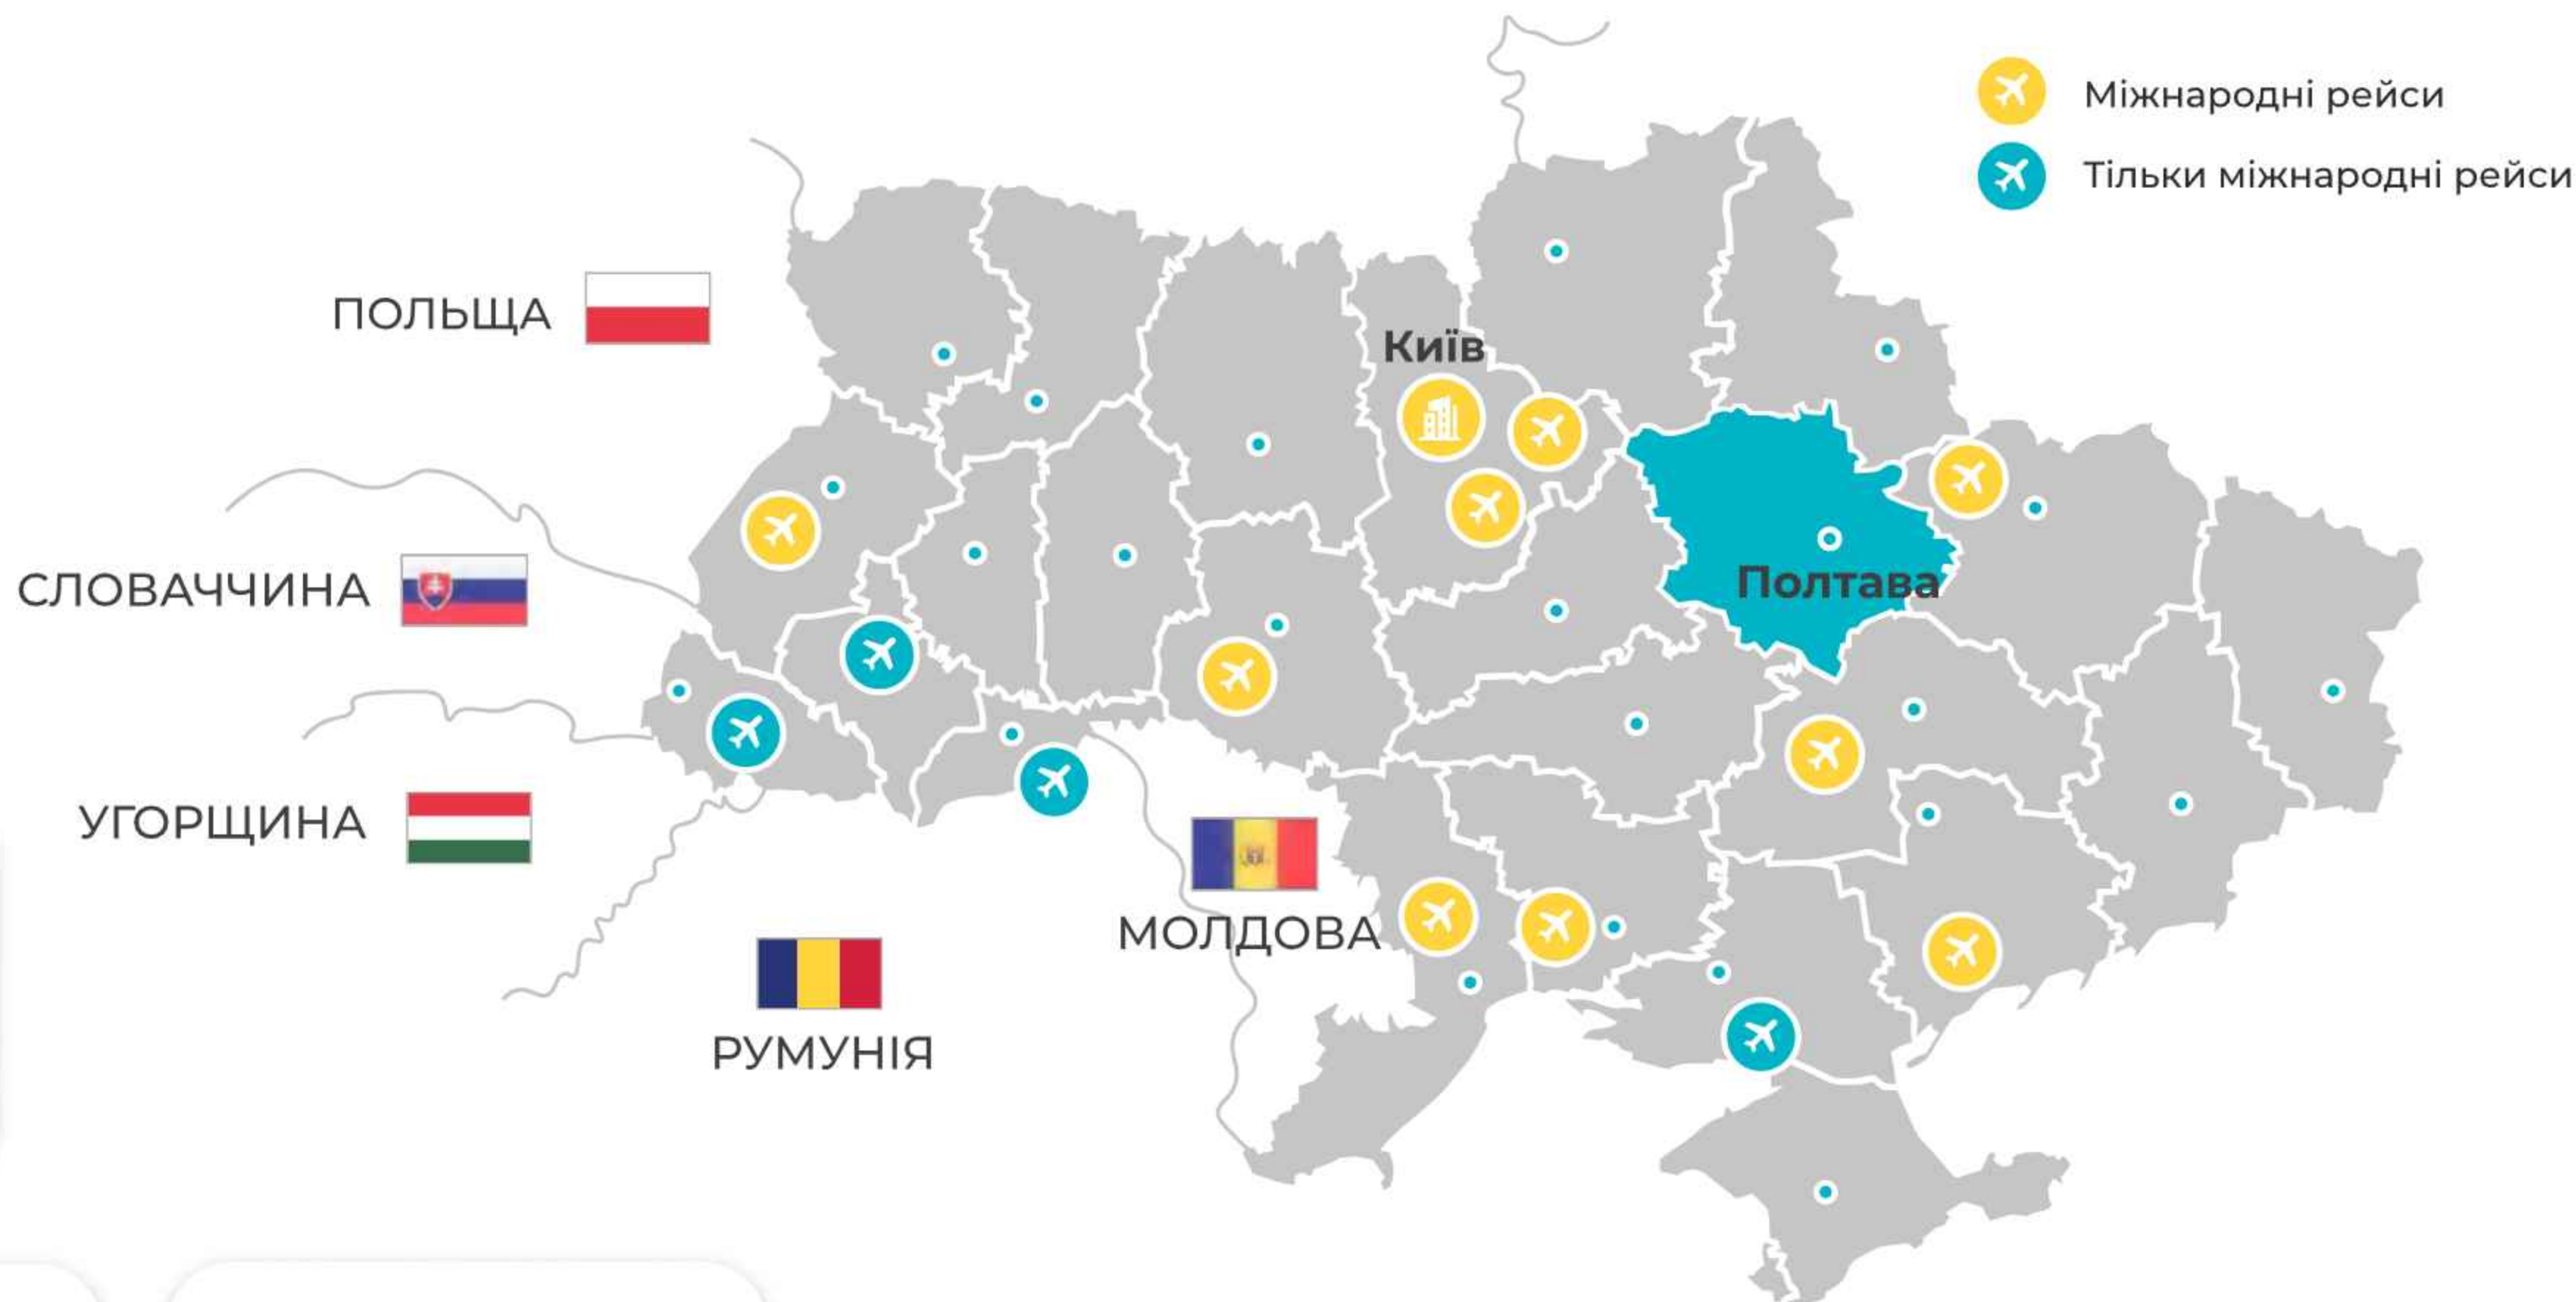 Міжнародні рейси
Тільки міжнародні рейси
ПОЛЬЩА
Київ
СЛОВАЧЧИНА
Полтава
УГОРЩИНА
МОЛДОВА
РУМУНІЯ